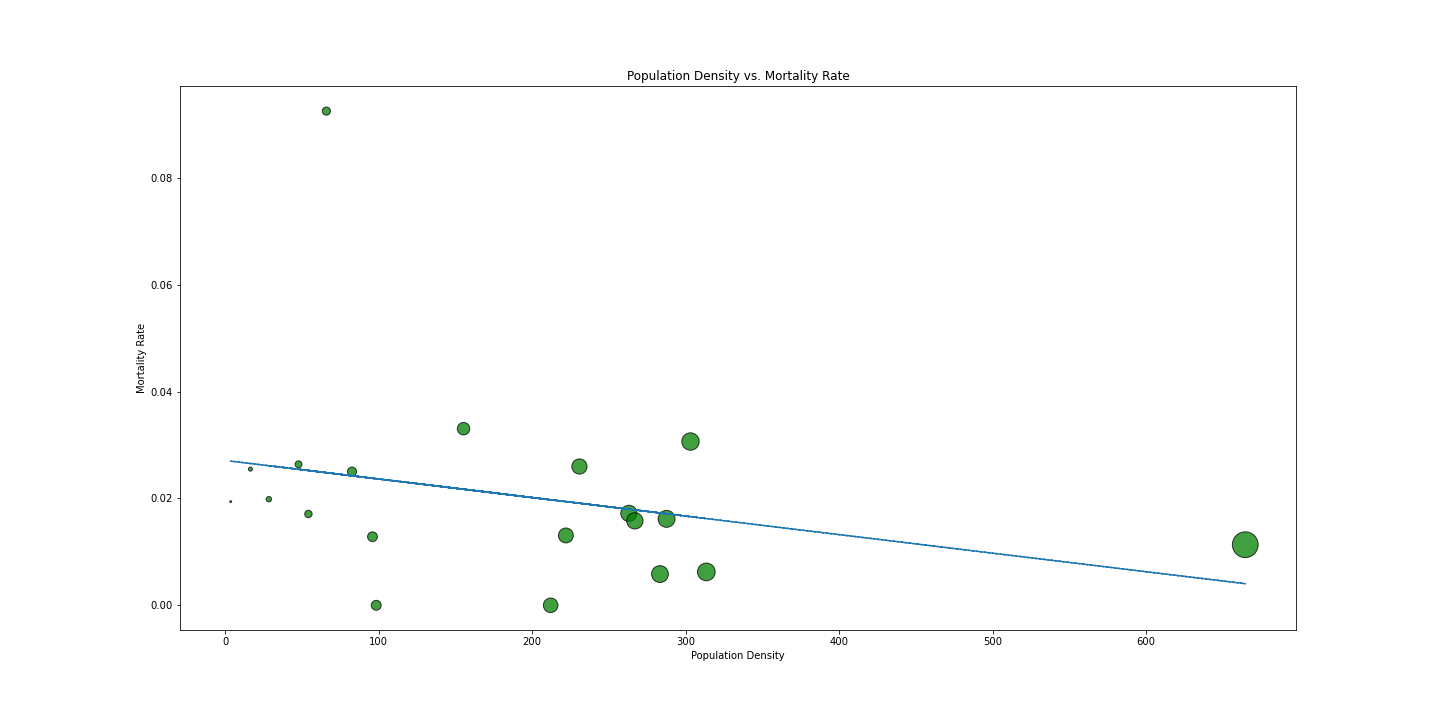 Population Density vs. Mortality Rate
Mortality Rate
0.08
0.06
0.04
0.02
0.00
0 100 200 300 400 500 600
Population Density